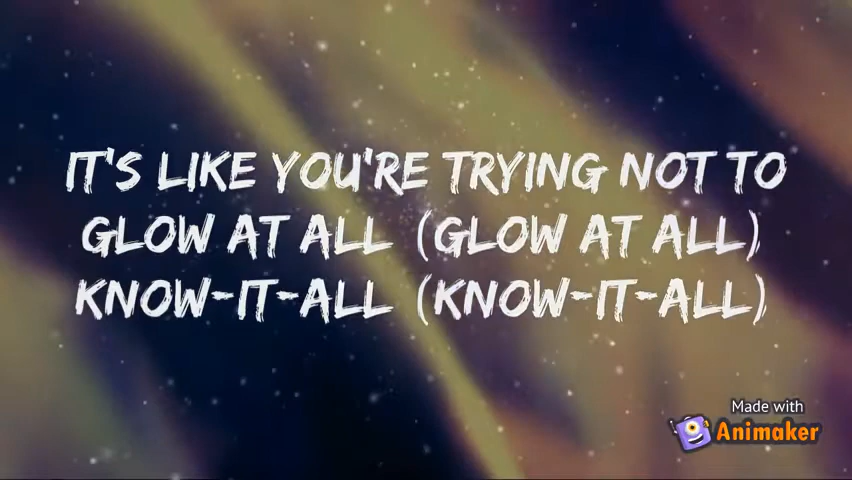 IT'S LIKE YOU'RE TRYING NOT TO
GLOW AT ALL (GLOW AT ALL)
KNOW-IT-ALL (KNOW-IT-ALL)
Made with
Animaker